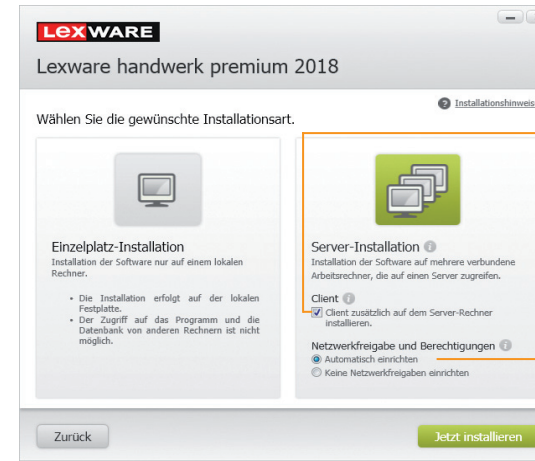 LEXWARE
Lexware handwerk premium 2018
Installationshinweis
Wählen Sie die gewünschte Installationsart.
Einzelplatz-Installation
Installation der Software nur auf einem lokalen
Rechner.
• Die Installation erfolgt auf der lokalen
Festplatte.
• Der Zugriff auf das Programm und die
Datenbank von anderen Rechnern ist nicht
möglich.
Server-Installation
Installation der Software auf mehrere verbundene
Arbeitsrechner, die auf einen Server zugreifen.
Client
Client zusätzlich auf dem Server-Rechner
installieren.
Netzwerkfreigabe und Berechtigungen
Automatisch einrichten
Keine Netzwerkfreigaben einrichten
Zurück
Jetzt installieren